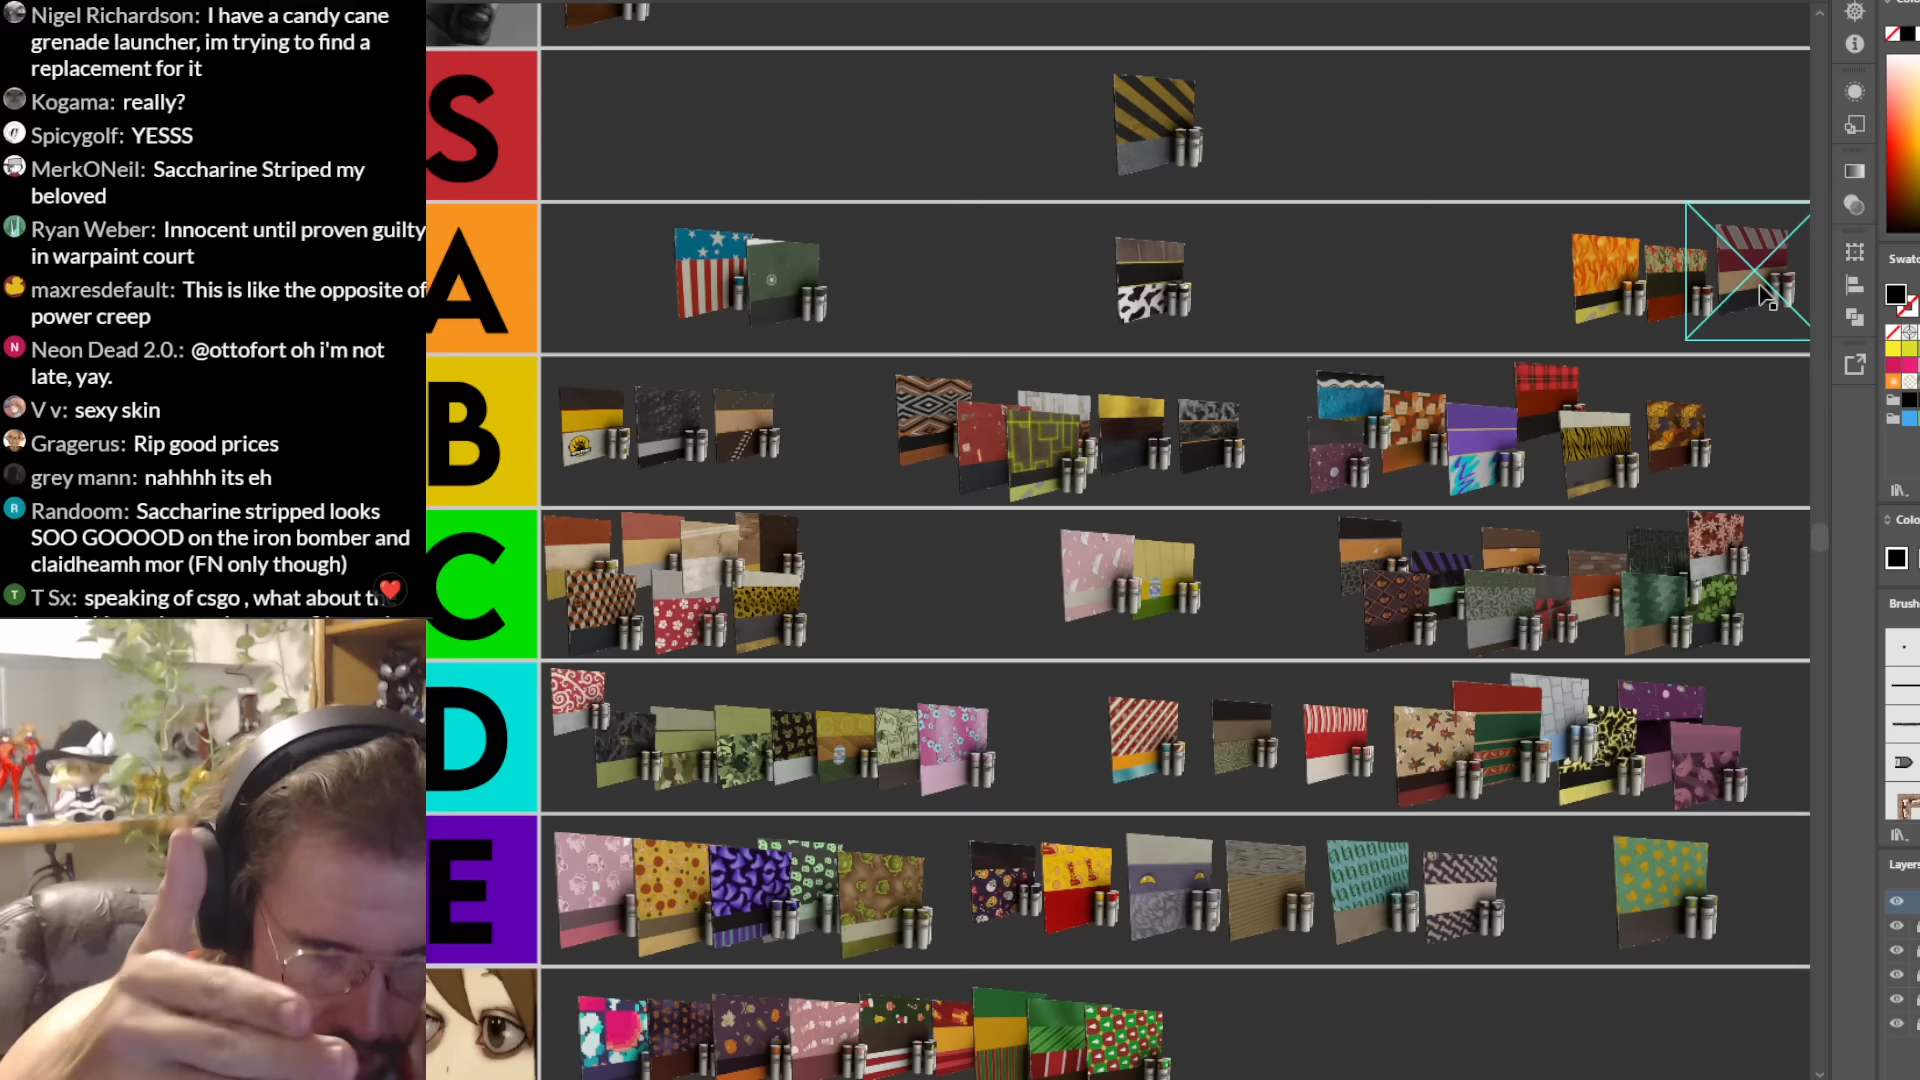 Nigel Richardson: I have a candy cane
grenade launcher, im trying to find a
replacement for it
Kogama: really?
Spicygolf: YESSS
MerkONeil: Saccharine Striped my
beloved
Ryan Weber: Innocent until proven guilty
in warpaint court
maxresdefault: This is like the opposite of
power creep
N
Neon Dead 2.0.: @ottofort oh i'm not
late, yay.
V v: sexy skin
Gragerus: Rip good prices
grey mann: nahhhh its eh
R
Randoom: Saccharine stripped looks
SOO GOOOOD on the iron bomber and
claidheamh mor (FN only though)
T
T Sx: speaking of csgo , what about
S
A
B
C
D
E
Swatc
Colo
Brushe
Layers